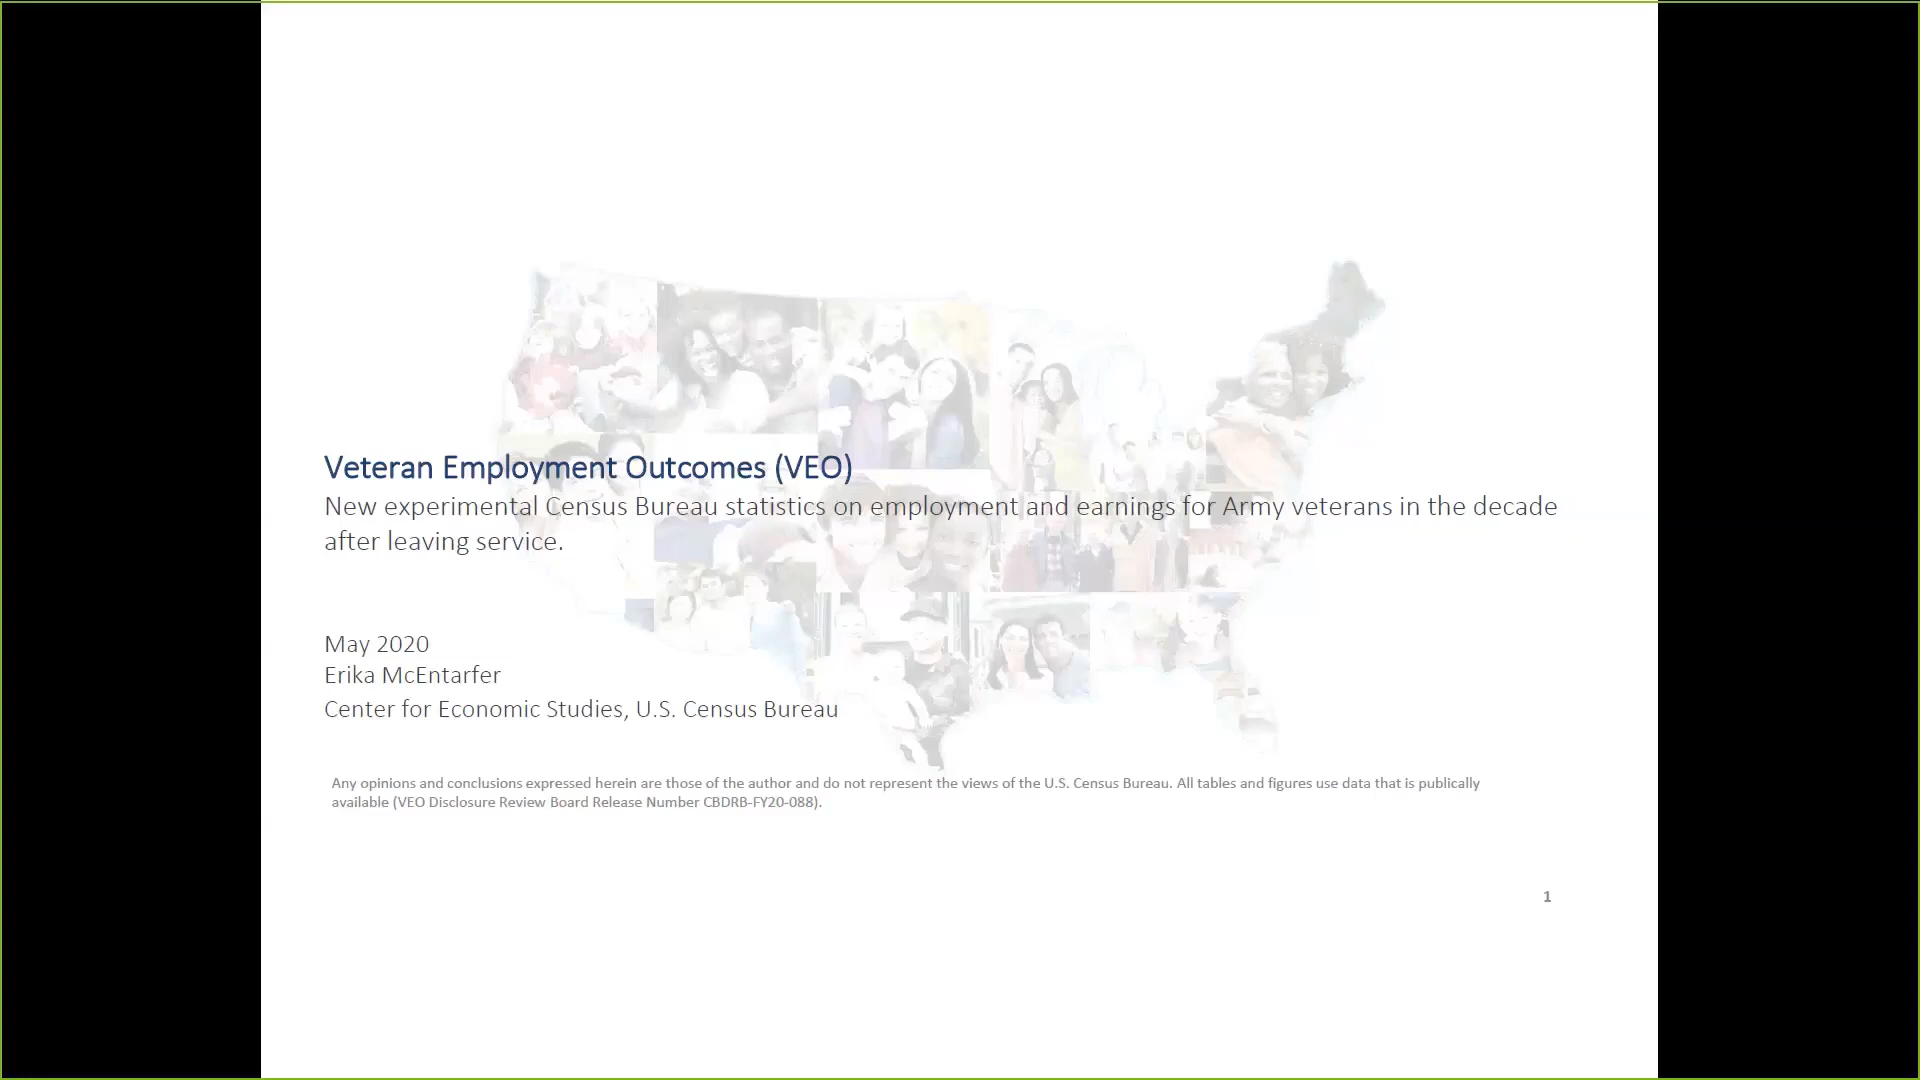 Veteran Employment Outcomes (VEO)
New experimental Census Bureau statistics on employment and earnings for Army veterans in the decade
after leaving service.
May 2020
Erika McEntarfer
Center for Economic Studies, U.S. Census Bureau
Any opinions and conclusions expressed herein are those of the author and do not represent the views of the U.S. Census Bureau. All tables and figures use data that is publically
available (VEO Disclosure Review Board Release Number CBDRB-FY20-088).
1